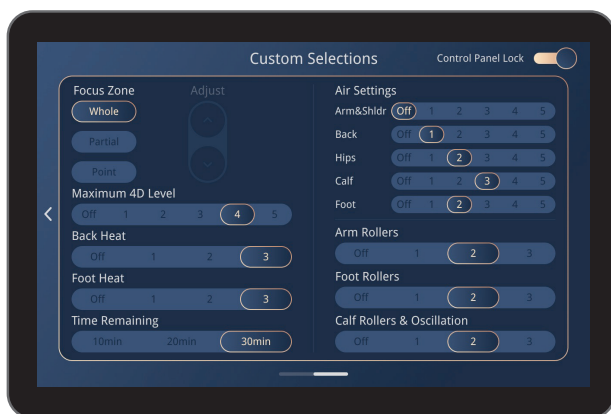 Custom Selections
Control Panel Lock
Focus Zone
Adjust
Whole
Partial
Point
Maximum 4D Level
Off 1 2 3 4 5
Back Heat
Off 1 2 3
Foot Heat
Off 1 2 3
Time Remaining
10min 20min 30min
Air Settings
Arm&Shldr Off 1 2 3 4 5
Back Off 1 2 3 4 5
Hips Off 1 2 3 4 5
Calf Off 1 2 3 4 5
Foot Off 1 2 3 4 5
Arm Rollers
Off 1 2 3
Foot Rollers
Off 1 2 3
Calf Rollers & Oscillation
Off 1 2 3